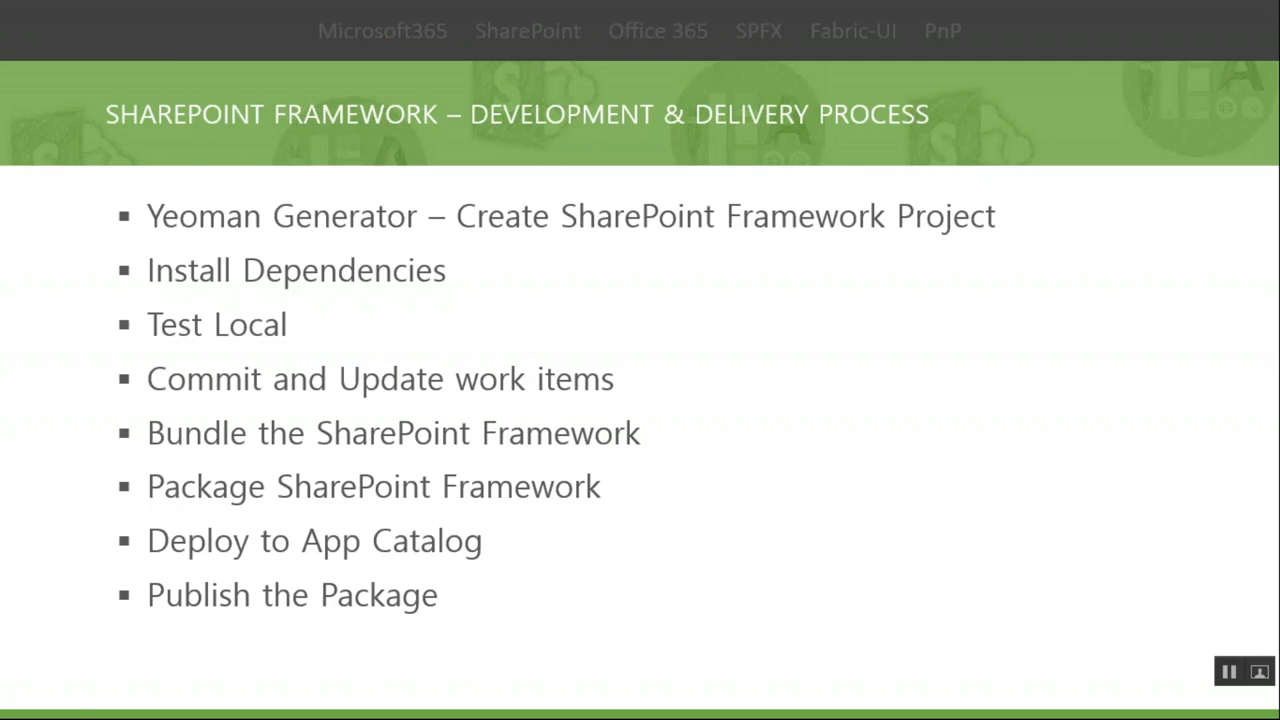 Microsoft365 SharePoint Office 365 SPFX Fabric-UI PnP
SHAREPOINT FRAMEWORK – DEVELOPMENT & DELIVERY PROCESS
▪ Yeoman Generator – Create SharePoint Framework Project
▪ Install Dependencies
▪ Test Local
▪ Commit and Update work items
▪ Bundle the SharePoint Framework
▪ Package SharePoint Framework
▪ Deploy to App Catalog
▪ Publish the Package